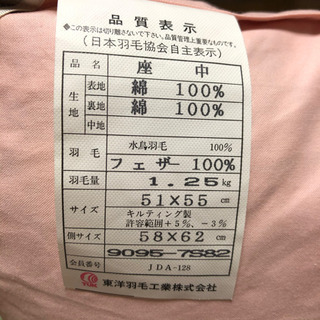 品質表示
※この表示は切り離さないで下さい。品質管理上重要なものです。
(日本羽毛協会自主表示)
品名 座中
生地 表地 綿 100%
裏地 綿 100%
中地
羽毛 水鳥羽毛 100%
フェザー 100%
羽毛量 1.25kg
サイズ 51×55 cm
キルティング製
許容範囲+5%、-3%
側サイズ 58×62 cm
9095-7582
会員番号 JDA-128
TUK 東洋羽毛工業株式会社